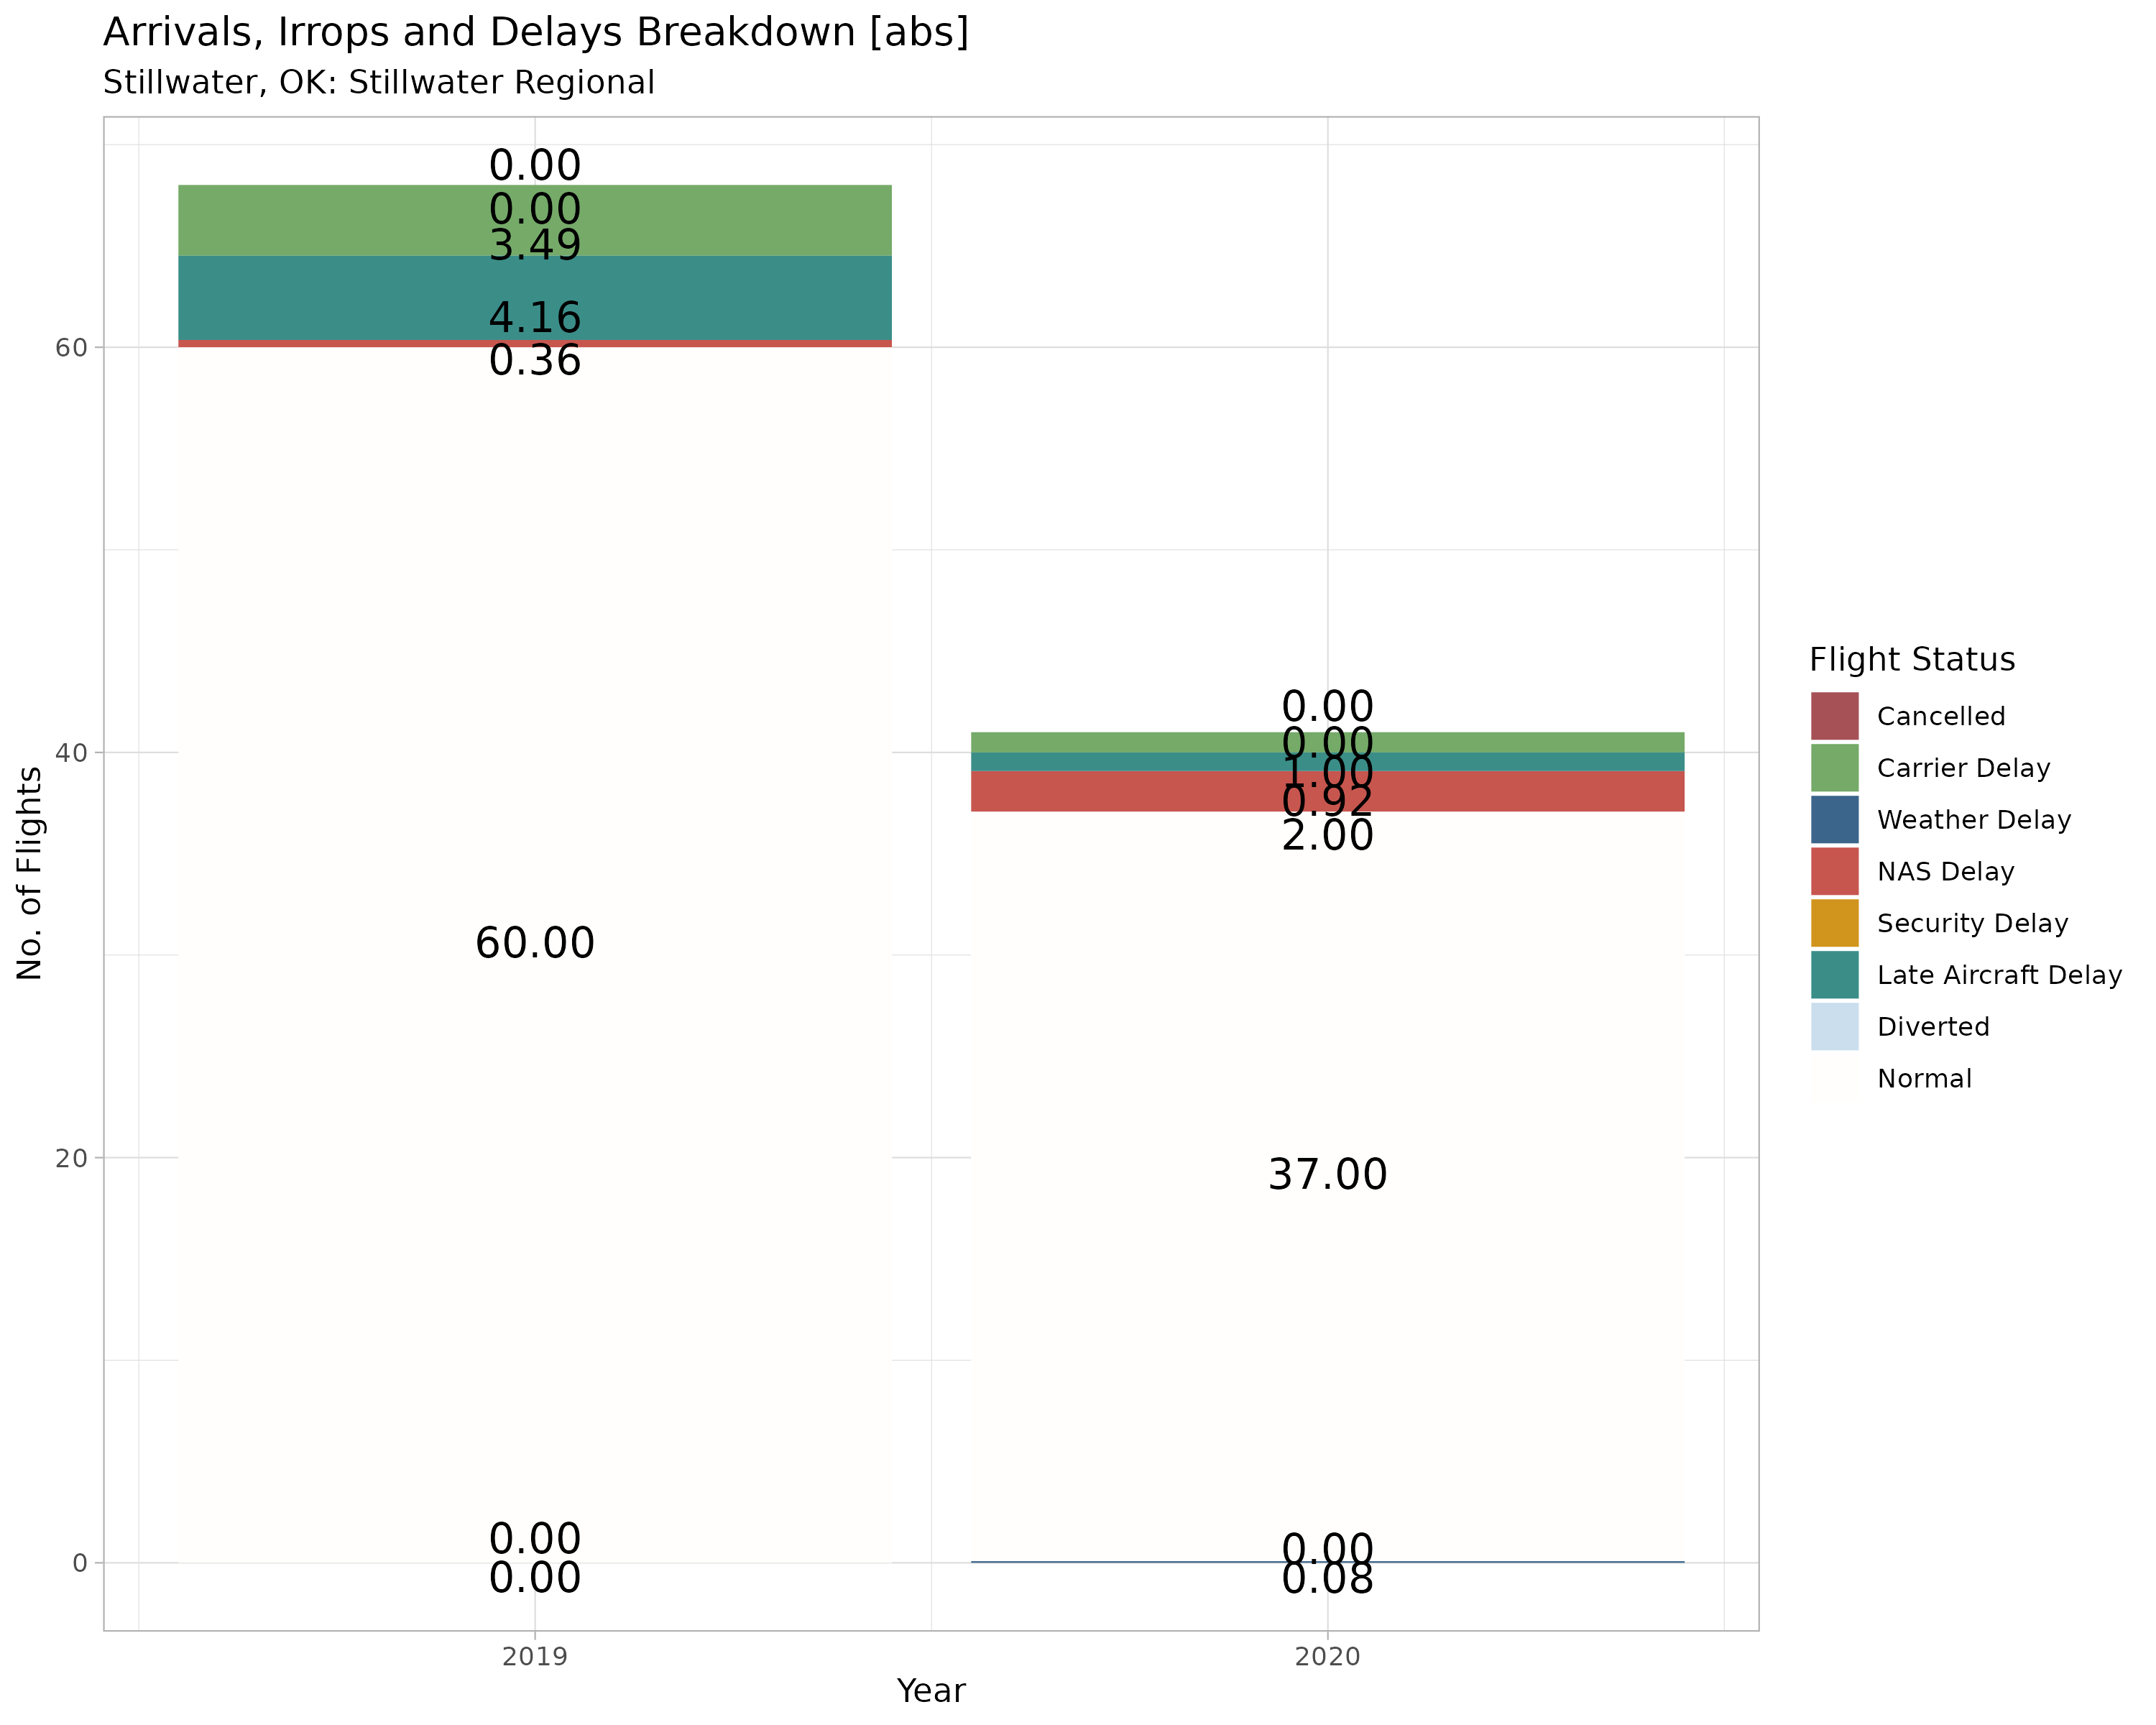 Arrivals, Irrops and Delays Breakdown [abs]
Stillwater, OK: Stillwater Regional
No. of Flights
60
40
20
0
0.00
0.00
3.49
4.16
0.36
60.00
0.00
0.00
0.00
0.00
1.00
0.92
2.00
37.00
0.00
0.08
2019
2020
Year
Flight Status
Cancelled
Carrier Delay
Weather Delay
NAS Delay
Security Delay
Late Aircraft Delay
Diverted
Normal